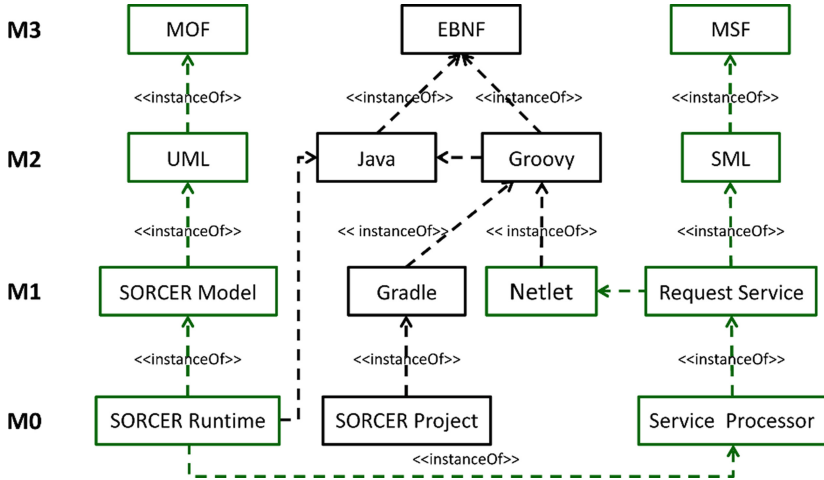 M3 MOF EBNF MSF
<<instanceOf>> <<instanceOf>> <<instanceOf>> <<instanceOf>>
M2 UML Java Groovy SML
<<instanceOf>> << instanceOf>> << instanceOf>> <<instanceOf>>
M1 SORCER Model Gradle Netlet Request Service
<<instanceOf>> <<instanceOf>> <<instanceOf>>
M0 SORCER Runtime SORCER Project Service Processor
<<instanceOf>>